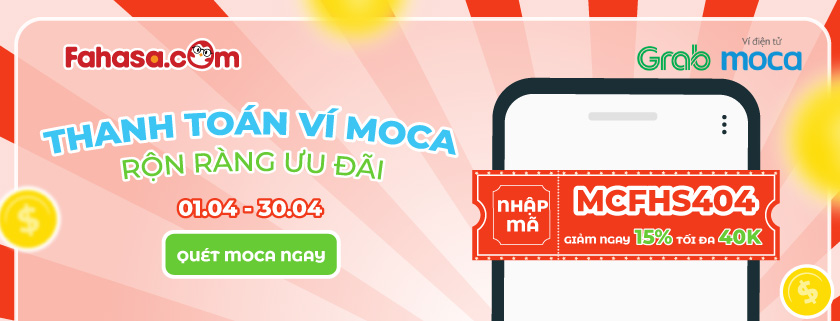 Fahasa.com
Ví điện tử
Grab moca
THANH TOÁN VÍ MOCA
RỘN RÀNG ƯU ĐÃI
01.04 - 30.04
QUÉT MOCA NGAY
NHẬP
MÃ
MCFHS404
GIẢM NGAY 15% TỐI ĐA 40K